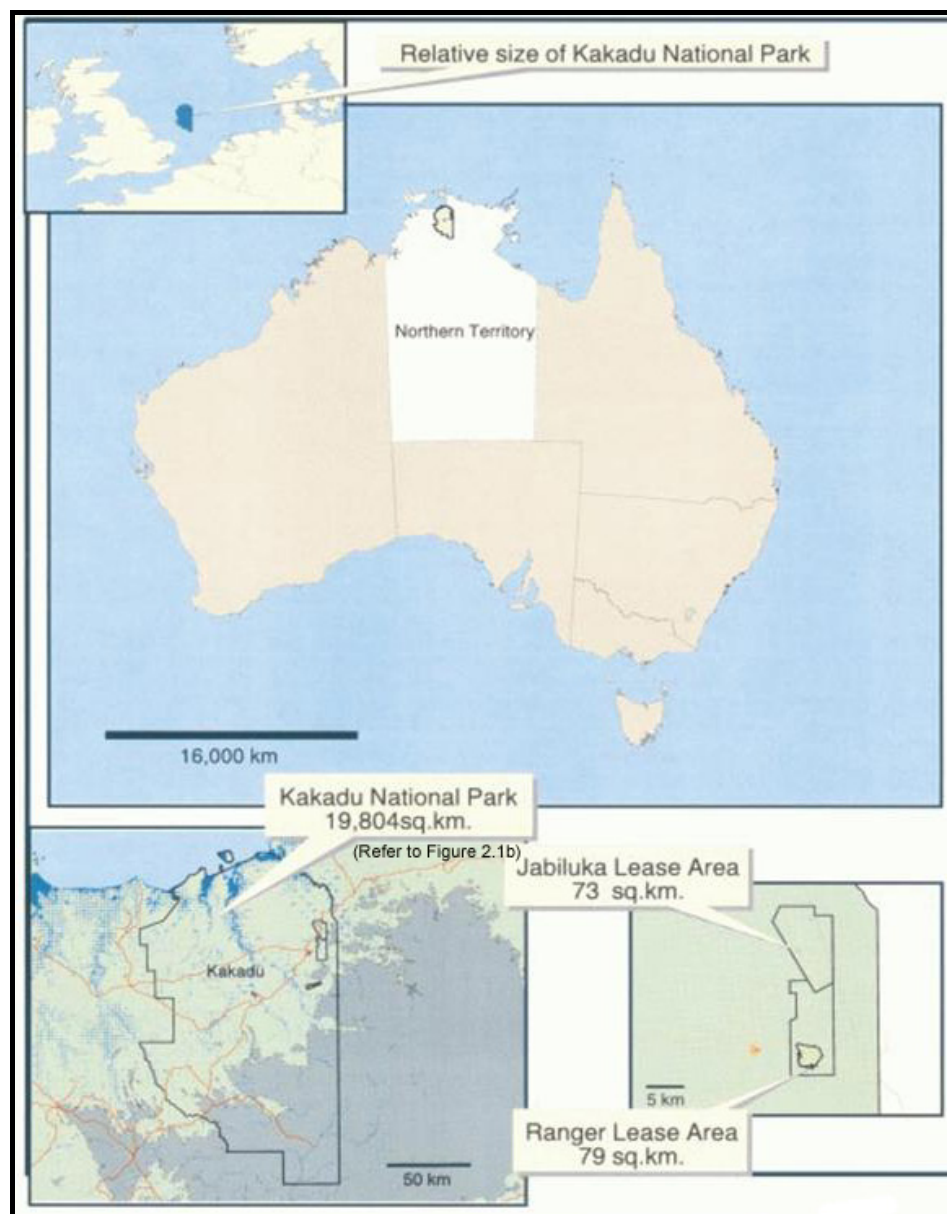 Relative size of Kakadu National Park
Northern Territory
16,000 km
Kakadu National Park
19,804sq.km.
(Refer to Figure 2.1b)
Jabiluka Lease Area
73 sq.km.
Kakadu
5 km
Ranger Lease Area
79 sq.km.
50 km